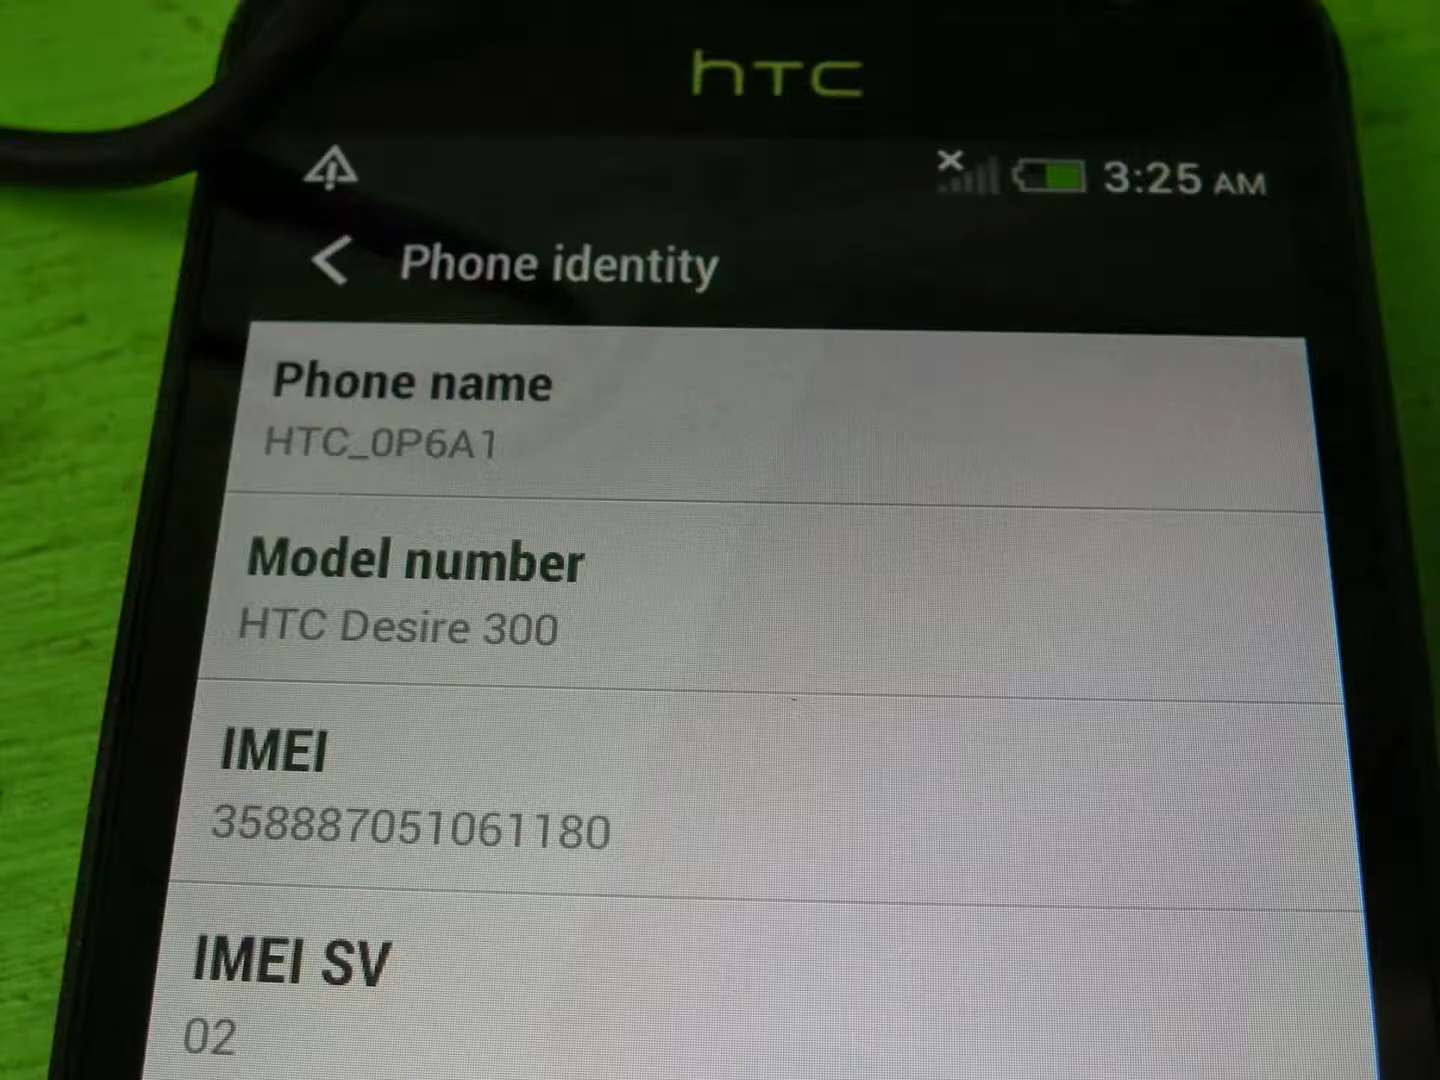 hTC
3:25 AM
Phone identity
Phone name
HTC_0P6A1
Model number
HTC Desire 300
IMEI
358887051061180
IMEI SV
02